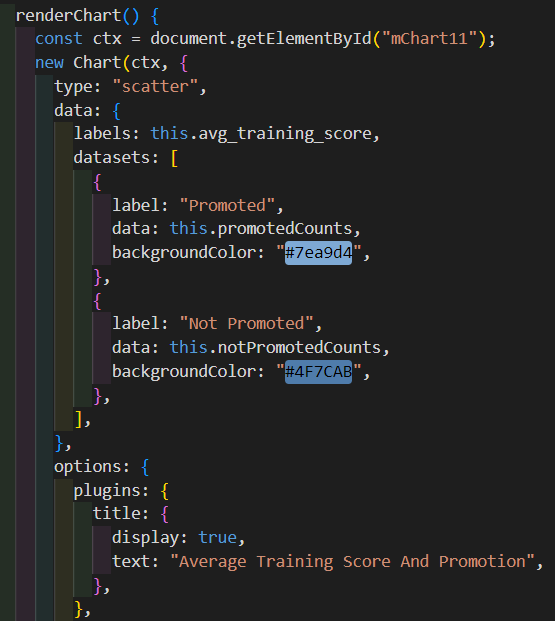 renderChart() {
const ctx = document.getElementById("mChart11");
new Chart(ctx, {
type: "scatter",
data: {
labels: this.avg_training_score,
datasets: [
{
label: "Promoted",
data: this.promotedCounts,
backgroundColor: "#7ea9d4",
},
{
label: "Not Promoted",
data: this.notPromotedCounts,
backgroundColor: "#4F7CAB",
},
],
},
options: {
plugins: {
title: {
display: true,
text: "Average Training Score And Promotion",
},
},